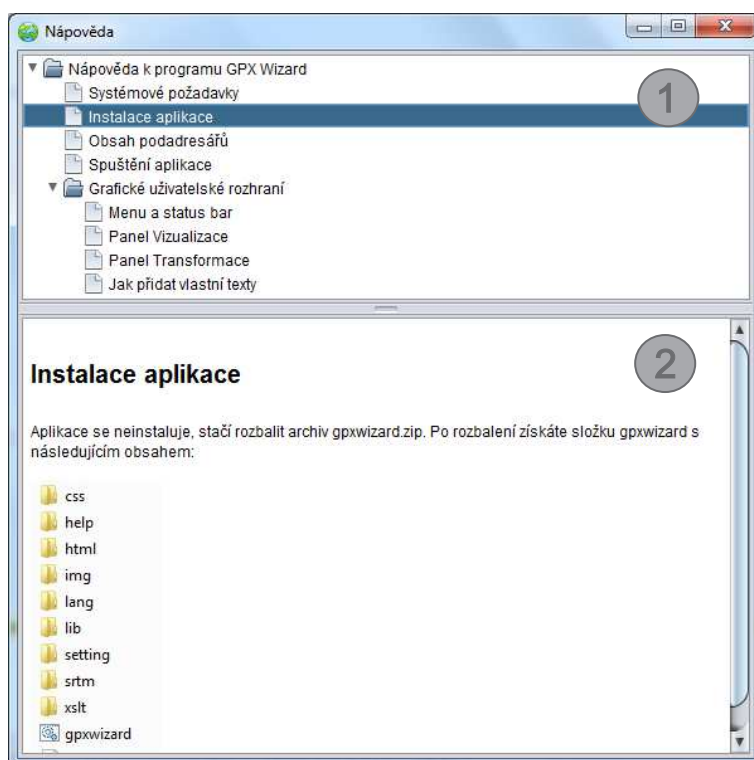 Nápověda
Nápověda k programu GPX Wizard
Systémové požadavky
1
Instalace aplikace
Obsah podadresářů
Spuštění aplikace
Grafické uživatelské rozhraní
Menu a status bar
Panel Vizualizace
Panel Transformace
Jak přidat vlastní texty
2
Instalace aplikace
Aplikace se neinstaluje, stačí rozbalit archiv gpxwizard.zip. Po rozbalení získáte složku gpxwizard s
následujícím obsahem:
css
help
html
img
lang
lib
setting
srtm
xslt
gpxwizard